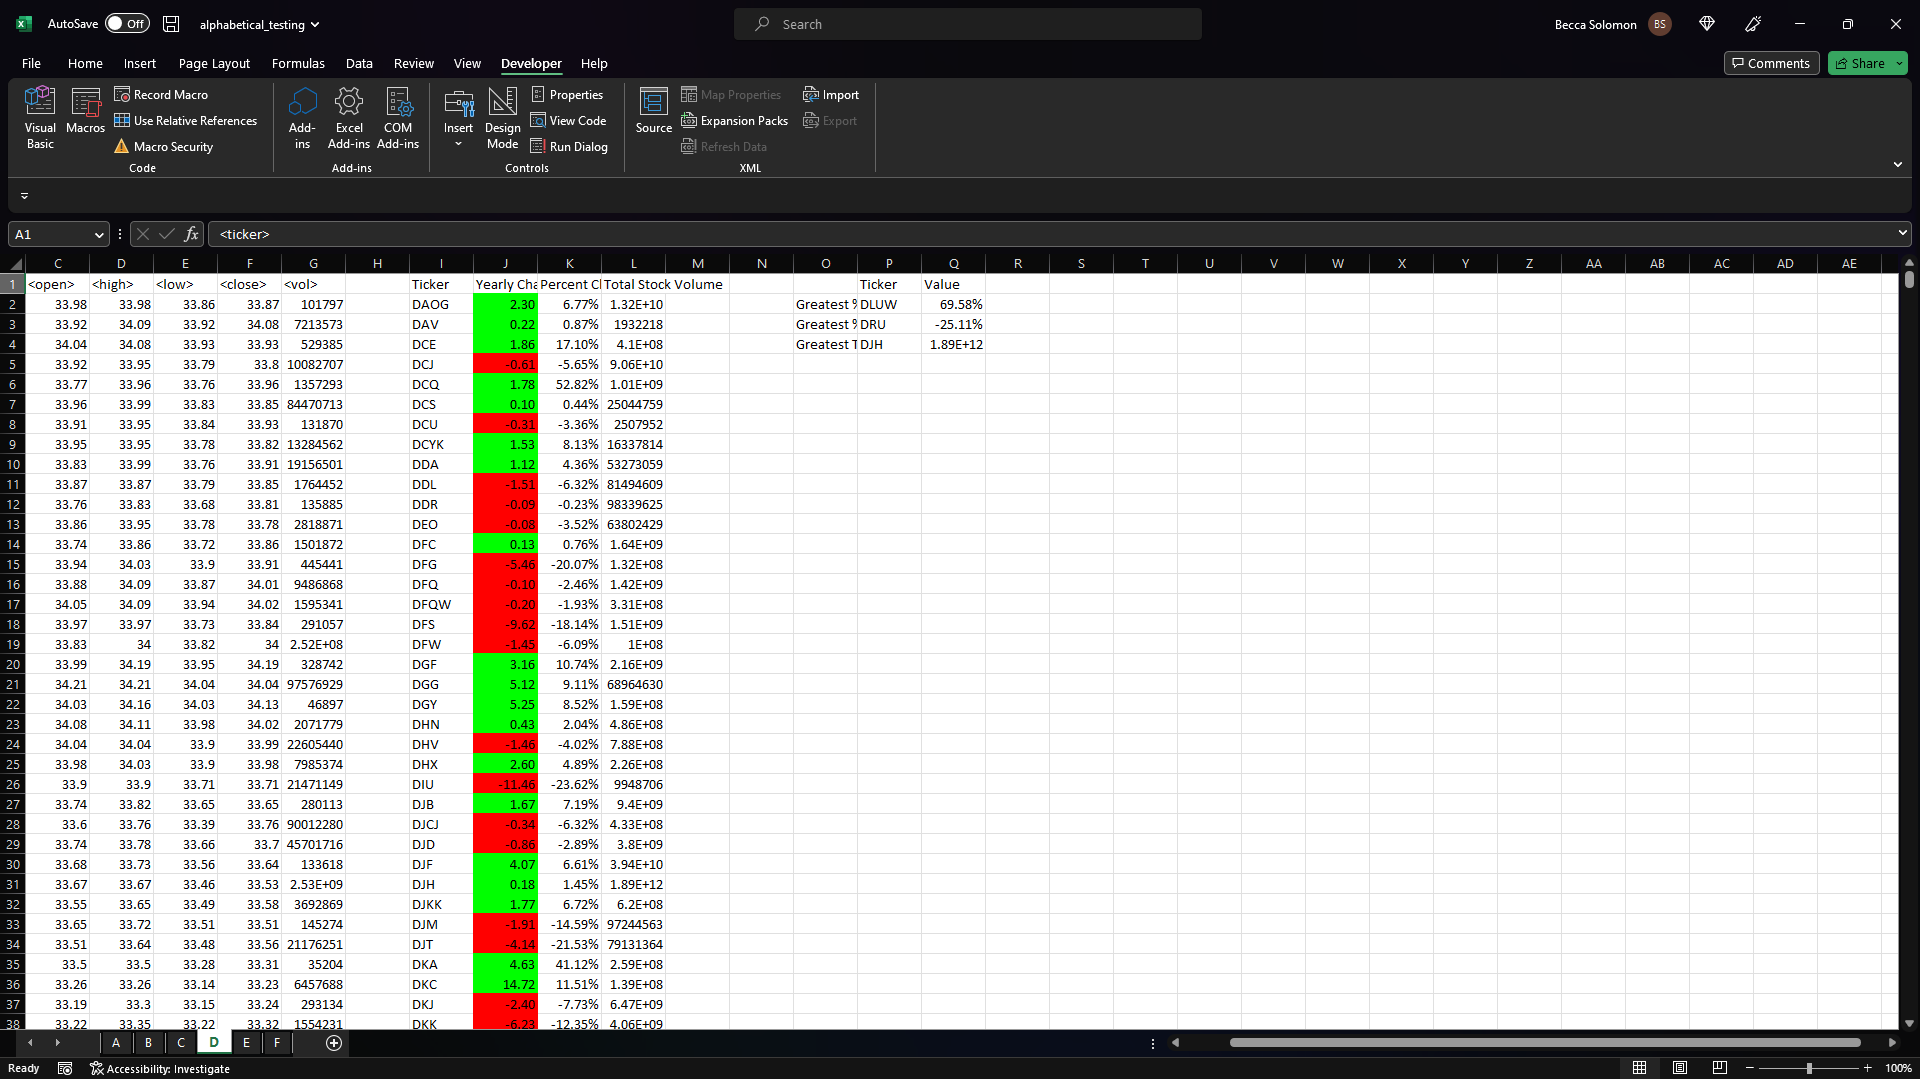 AutoSave Off alphabetical_testing Search Becca Solomon BS
File Home Insert Page Layout Formulas Data Review View Developer Help Comments Share
Visual Basic
Macros
Record Macro
Use Relative References
Macro Security
Code
Add-ins
Excel Add-ins
COM Add-ins
Add-ins
Insert
Design Mode
Properties
View Code
Run Dialog
Controls
Source
Map Properties
Expansion Packs
Refresh Data
Import
Export
XML
A1 fx <ticker>
C D E F G H I J K L M N O P Q R S T U V W X Y Z AA AB AC AD AE
1 <open> <high> <low> <close> <vol> Ticker Yearly Cha Percent Cl Total Stock Volume Ticker Value
2 33.98 33.98 33.86 33.87 101797 DAOG 2.30 6.77% 1.32E+10 Greatest % DLUW 69.58%
3 33.92 34.09 33.92 34.08 7213573 DAV 0.22 0.87% 1932218 Greatest % DRU -25.11%
4 34.04 34.08 33.93 33.93 529385 DCE 1.86 17.10% 4.1E+08 Greatest T DJH 1.89E+12
5 33.92 33.95 33.79 33.8 10082707 DCJ -0.61 -5.65% 9.06E+10
6 33.77 33.96 33.76 33.96 1357293 DCQ 1.78 52.82% 1.01E+09
7 33.96 33.99 33.83 33.85 84470713 DCS 0.10 0.44% 25044759
8 33.91 33.95 33.84 33.93 131870 DCU -0.31 -3.36% 2507952
9 33.95 33.95 33.78 33.82 13284562 DCYK 1.53 8.13% 16337814
10 33.83 33.99 33.76 33.91 19156501 DDA 1.12 4.36% 53273059
11 33.87 33.87 33.79 33.85 1764452 DDL -1.51 -6.32% 81494609
12 33.76 33.83 33.68 33.81 135885 DDR -0.09 -0.23% 98339625
13 33.86 33.95 33.78 33.78 2818871 DEO -0.08 -3.52% 63802429
14 33.74 33.86 33.72 33.86 1501872 DFC 0.13 0.76% 1.64E+09
15 33.94 34.03 33.9 33.91 445441 DFG -5.46 -20.07% 1.32E+08
16 33.88 34.09 33.87 34.01 9486868 DFQ -0.10 -2.46% 1.42E+09
17 34.05 34.09 33.94 34.02 1595341 DFQW -0.20 -1.93% 3.31E+08
18 33.97 33.97 33.73 33.84 291057 DFS -9.62 -18.14% 1.51E+09
19 33.83 34 33.82 34 2.52E+08 DFW -1.45 -6.09% 1E+08
20 33.99 34.19 33.95 34.19 328742 DGF 3.16 10.74% 2.16E+09
21 34.21 34.21 34.04 34.04 97576929 DGG 5.12 9.11% 68964630
22 34.03 34.16 34.03 34.13 46897 DGY 5.25 8.52% 1.59E+08
23 34.08 34.11 33.98 34.02 2071779 DHN 0.43 2.04% 4.86E+08
24 34.04 34.04 33.9 33.99 22605440 DHV -1.46 -4.02% 7.88E+08
25 33.98 34.03 33.9 33.98 7985374 DHX 2.60 4.89% 2.26E+08
26 33.9 33.9 33.71 33.71 21471149 DIU -11.46 -23.62% 9948706
27 33.74 33.82 33.65 33.65 280113 DJB 1.67 7.19% 9.4E+09
28 33.6 33.76 33.39 33.76 90012280 DJCJ -0.34 -6.32% 4.33E+08
29 33.74 33.78 33.66 33.7 45701716 DJD -0.86 -2.89% 3.8E+09
30 33.68 33.73 33.56 33.64 133618 DJF 4.07 6.61% 3.94E+10
31 33.67 33.67 33.46 33.53 2.53E+09 DJH 0.18 1.45% 1.89E+12
32 33.55 33.65 33.49 33.58 3692869 DJKK 1.77 6.72% 6.2E+08
33 33.65 33.72 33.51 33.51 145274 DJM -1.91 -14.59% 97244563
34 33.51 33.64 33.48 33.56 21176251 DJT -4.14 -21.53% 79131364
35 33.5 33.5 33.28 33.31 35204 DKA 4.63 41.12% 2.59E+08
36 33.26 33.26 33.14 33.23 6457688 DKC 14.72 11.51% 1.39E+08
37 33.19 33.3 33.15 33.24 293134 DKJ -2.40 -7.73% 6.47E+09
38 33.22 33.35 33.22 33.32 1554231 DKK -6.23 -12.35% 4.06E+09
A B C D E F
Ready Accessibility: Investigate 100%